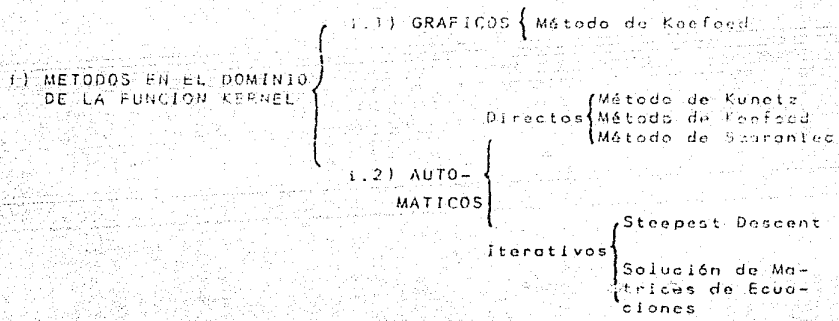 i.1) GRAFICOS { Método de Koefoed
i) METODOS EN EL DOMINIO
DE LA FUNCION KERNEL
Directos
Método de Kunetz
Método de Koefoed
Método de
i.2) AUTO-
MATICOS
Iterativos
Steepest Descent
Solución de Ma-
trices de Ecua-
ciones